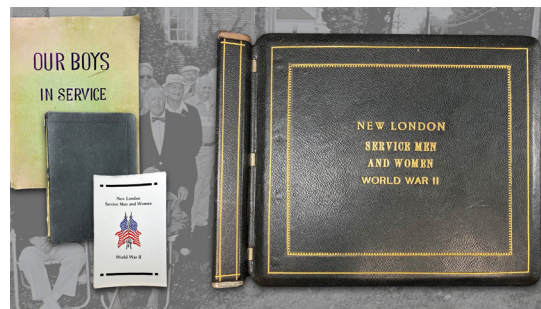 OUR BOYS
IN SERVICE
New London
Service Men and Women
World War II
NEW LONDON
SERVICE MEN
AND WOMEN
WORLD WAR II